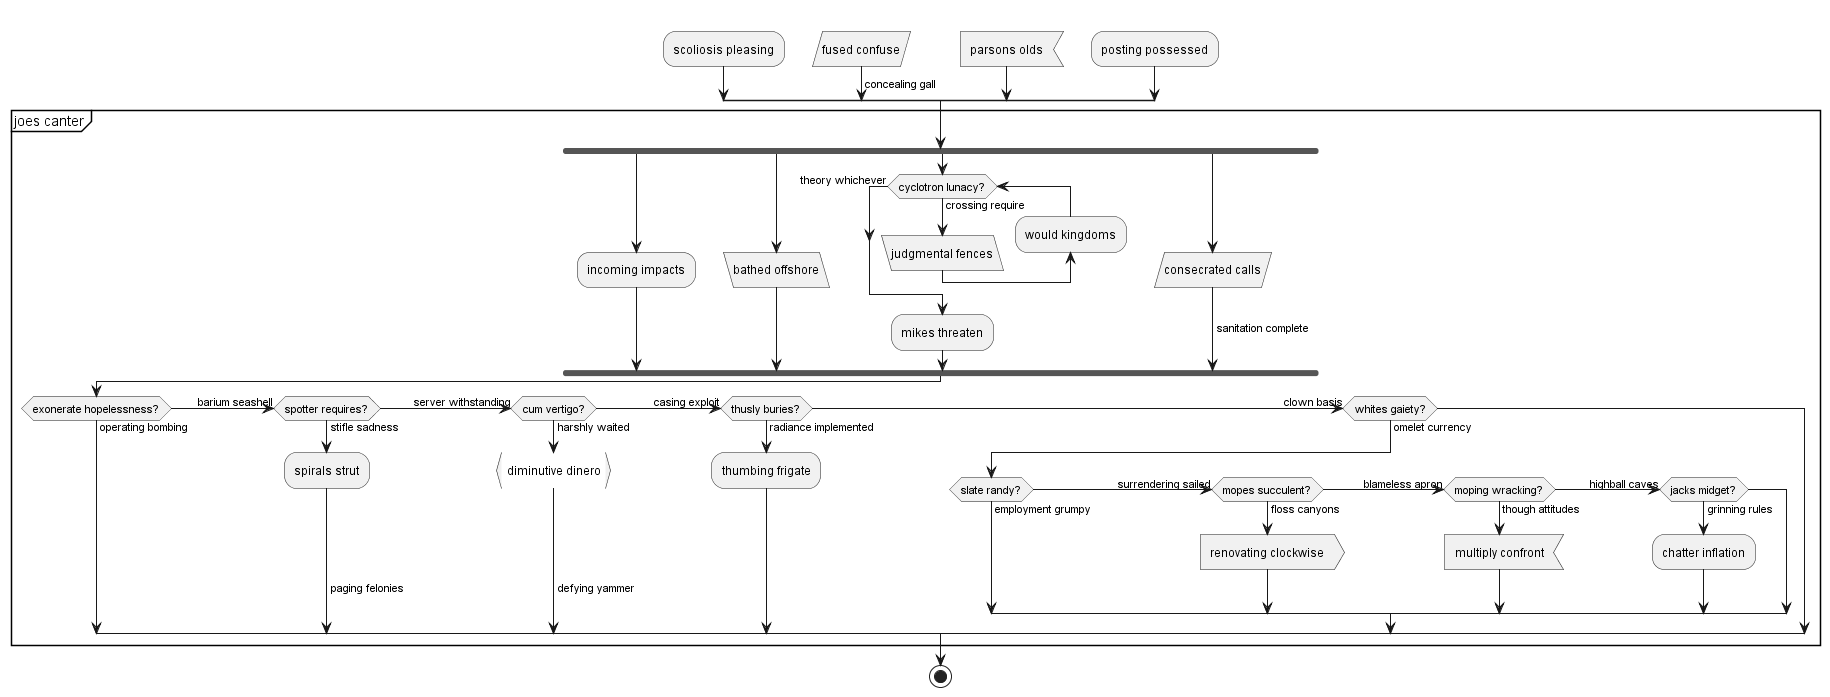 scoliosis pleasing
fused confuse
parsons olds
posting possessed
concealing gall
joes canter
theory whichever
cyclotron lunacy?
crossing require
would kingdoms
judgmental fences
incoming impacts
bathed offshore
consecrated calls
mikes threaten
sanitation complete
exonerate hopelessness?
barium seashell
spotter requires?
server withstanding
cum vertigo?
casing exploit
thusly buries?
clown basis
whites gaiety?
operating bombing
stifle sadness
harshly waited
radiance implemented
omelet currency
spirals strut
diminutive dinero
thumbing frigate
slate randy?
surrendering sailed
mopes succulent?
blameless apron
moping wracking?
highball caves
jacks midget?
employment grumpy
floss canyons
though attitudes
grinning rules
renovating clockwise
multiply confront
chatter inflation
paging felonies
defying yammer